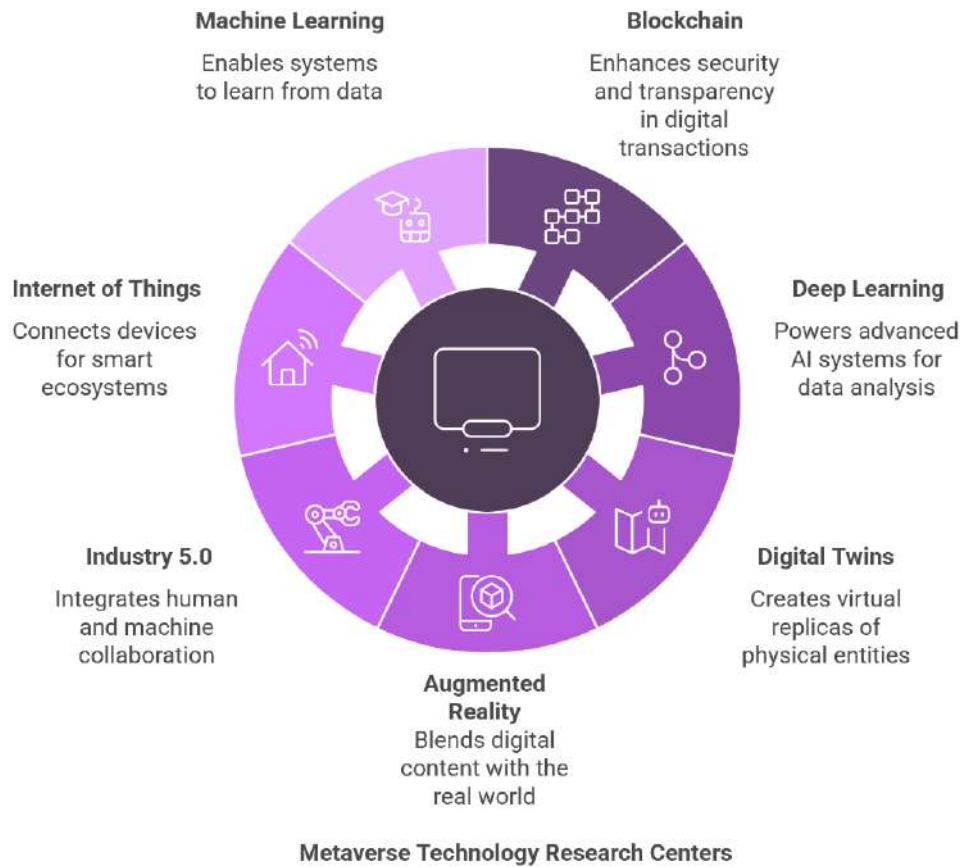 Machine Learning
Enables systems
to learn from data
Blockchain
Enhances security
and transparency
in digital
transactions
Internet of Things
Connects devices
for smart
ecosystems
Deep Learning
Powers advanced
AI systems for
data analysis
Industry 5.0
Integrates human
and machine
collaboration
Digital Twins
Creates virtual
replicas of
physical entities
Augmented
Reality
Blends digital
content with the
real world
Metaverse Technology Research Centers